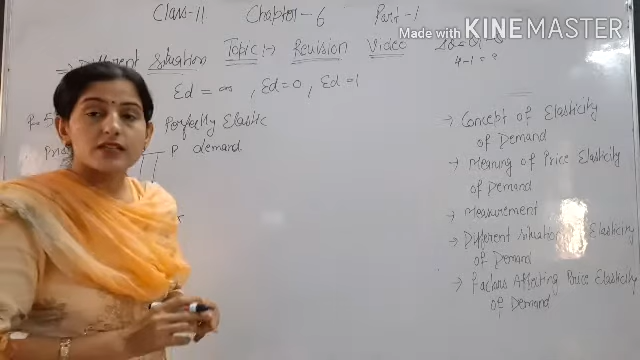 Class-11 Chapter-6 Part-1
Made with KINEMASTER
→ Different Situation Topic:→ Revision Video
4-1 = ?
Ed = ∞ , Ed=0 , Ed=1
Perfectly Elastic
P demand
→ Concept of Elasticity
of Demand
→ Meaning of Price Elasticity
of Demand
→ Measurement
→ Different Situation Elasticity
of Demand
→ Factors Affecting Price Elasticity
of Demand